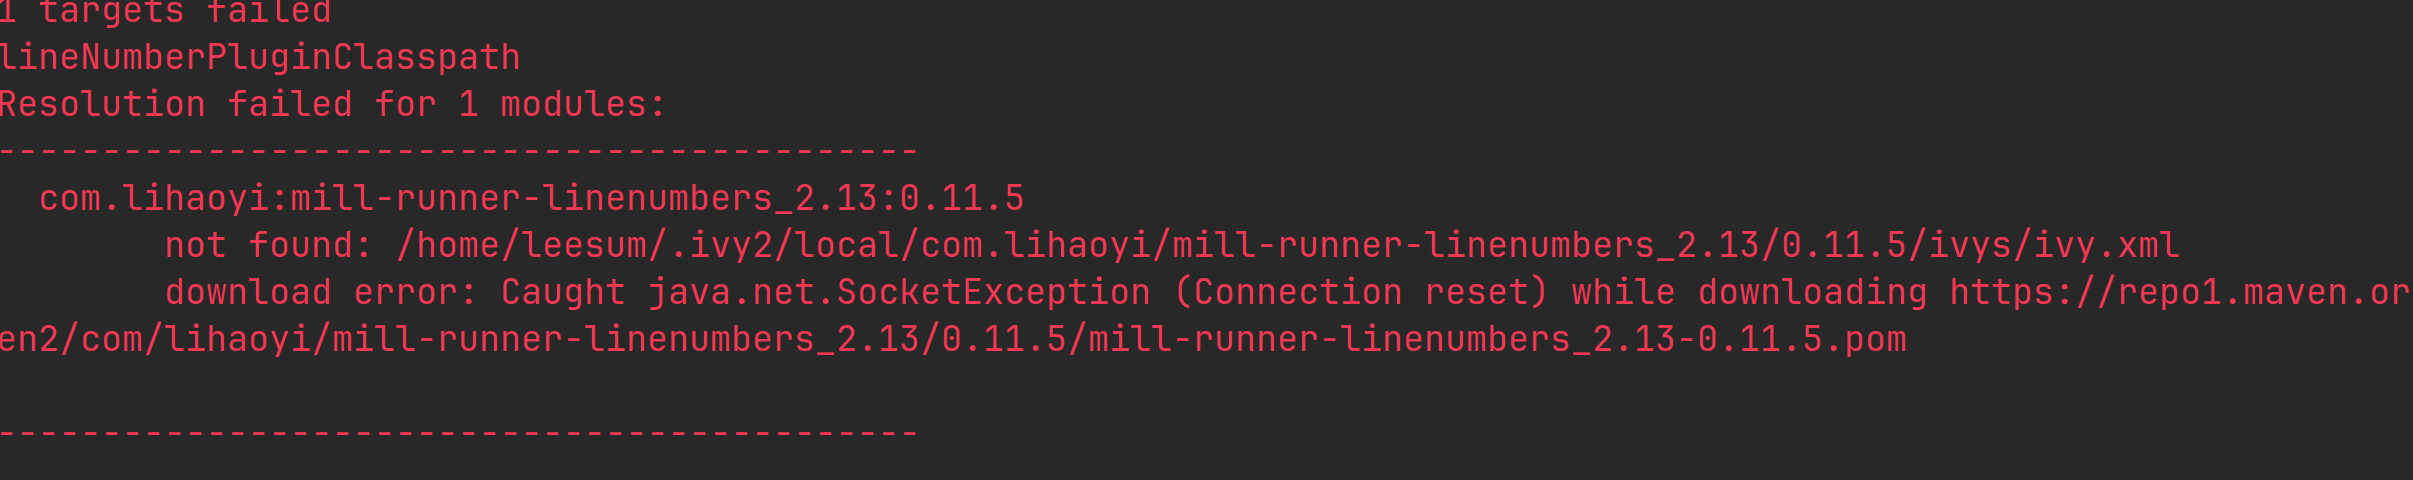 1 targets failed
lineNumberPluginClasspath
Resolution failed for 1 modules:
--------------------------------------------
  com.lihaoyi:mill-runner-linenumbers_2.13:0.11.5
        not found: /home/leesum/.ivy2/local/com.lihaoyi/mill-runner-linenumbers_2.13/0.11.5/ivys/ivy.xml
        download error: Caught java.net.SocketException (Connection reset) while downloading https://repo1.maven.or
en2/com/lihaoyi/mill-runner-linenumbers_2.13/0.11.5/mill-runner-linenumbers_2.13-0.11.5.pom
--------------------------------------------